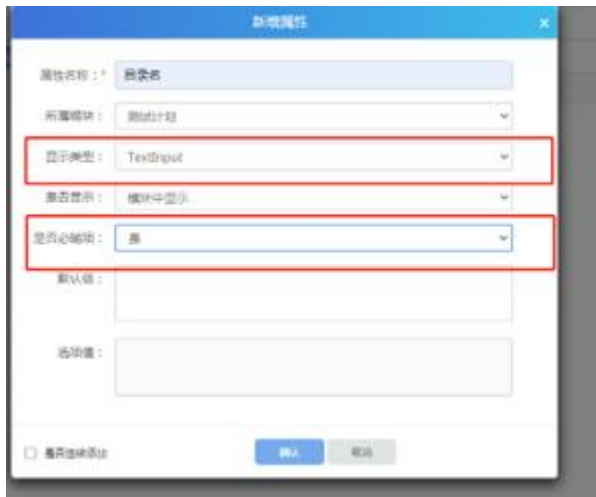 新增属性 ×
属性名称：* 目录名
所属模块： 测试计划
显示类型： TextInput
是否显示： 模块中显示
是否必填项： 是
默认值：
选项值：
是否连续添加 确认 取消